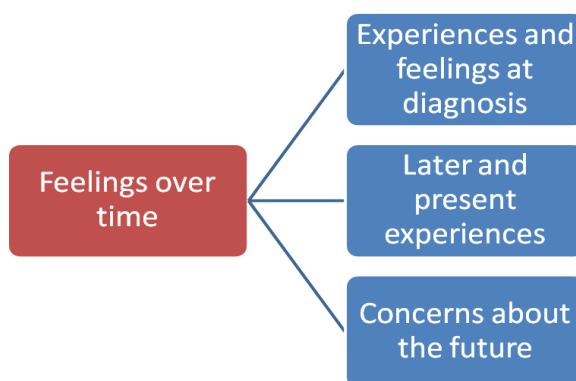 Experiences and
feelings at
diagnosis
Feelings over
time
Later and
present
experiences
Concerns about
the future